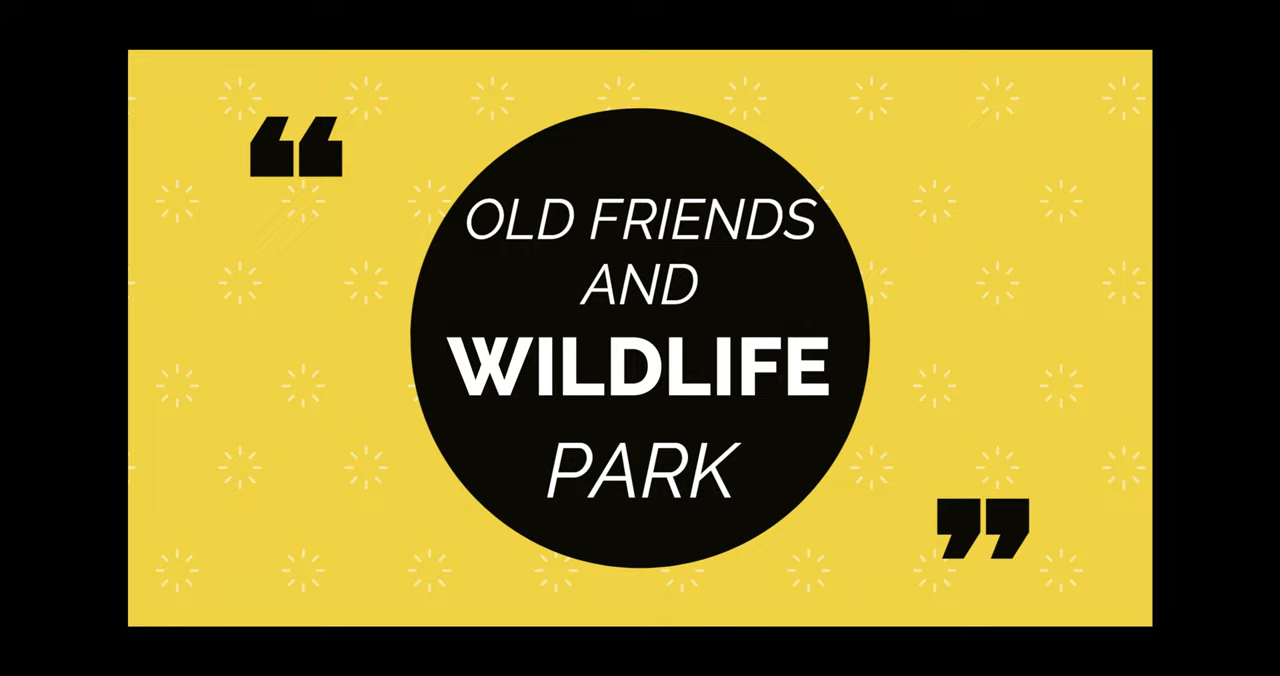 “
OLD FRIENDS
AND
WILDLIFE
PARK
”